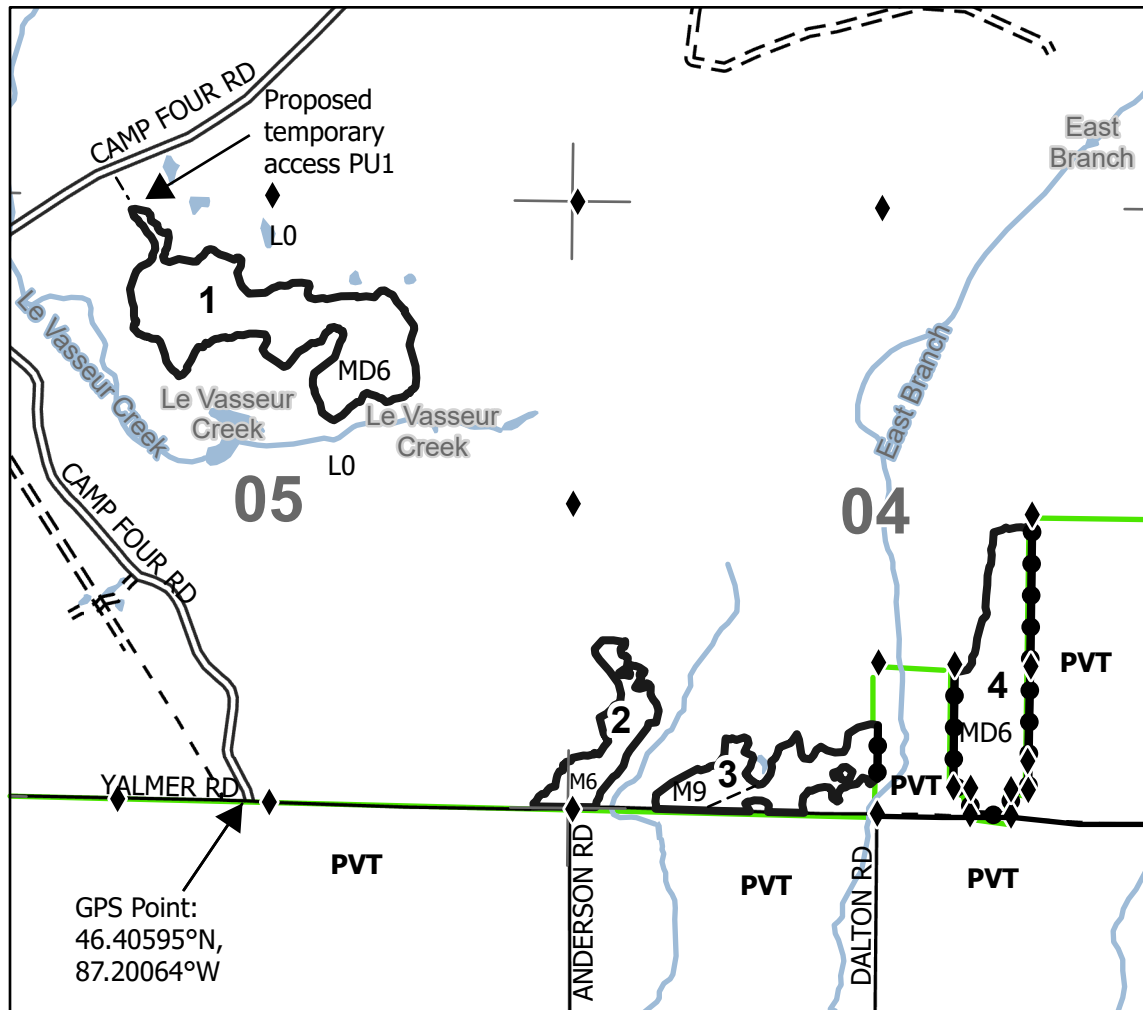 CAMP FOUR RD
Proposed
temporary
access PU1
East
Branch
L0
1
Le Vasseur Creek
MD6
Le Vasseur
Creek
Le Vasseur
Creek
East Branch
L0
05
04
CAMP FOUR RD
PVT
4
2
MD6
3
M6
M9
YALMER RD
PVT
PVT
PVT
PVT
ANDERSON RD
DALTON RD
GPS Point:
46.40595°N,
87.20064°W